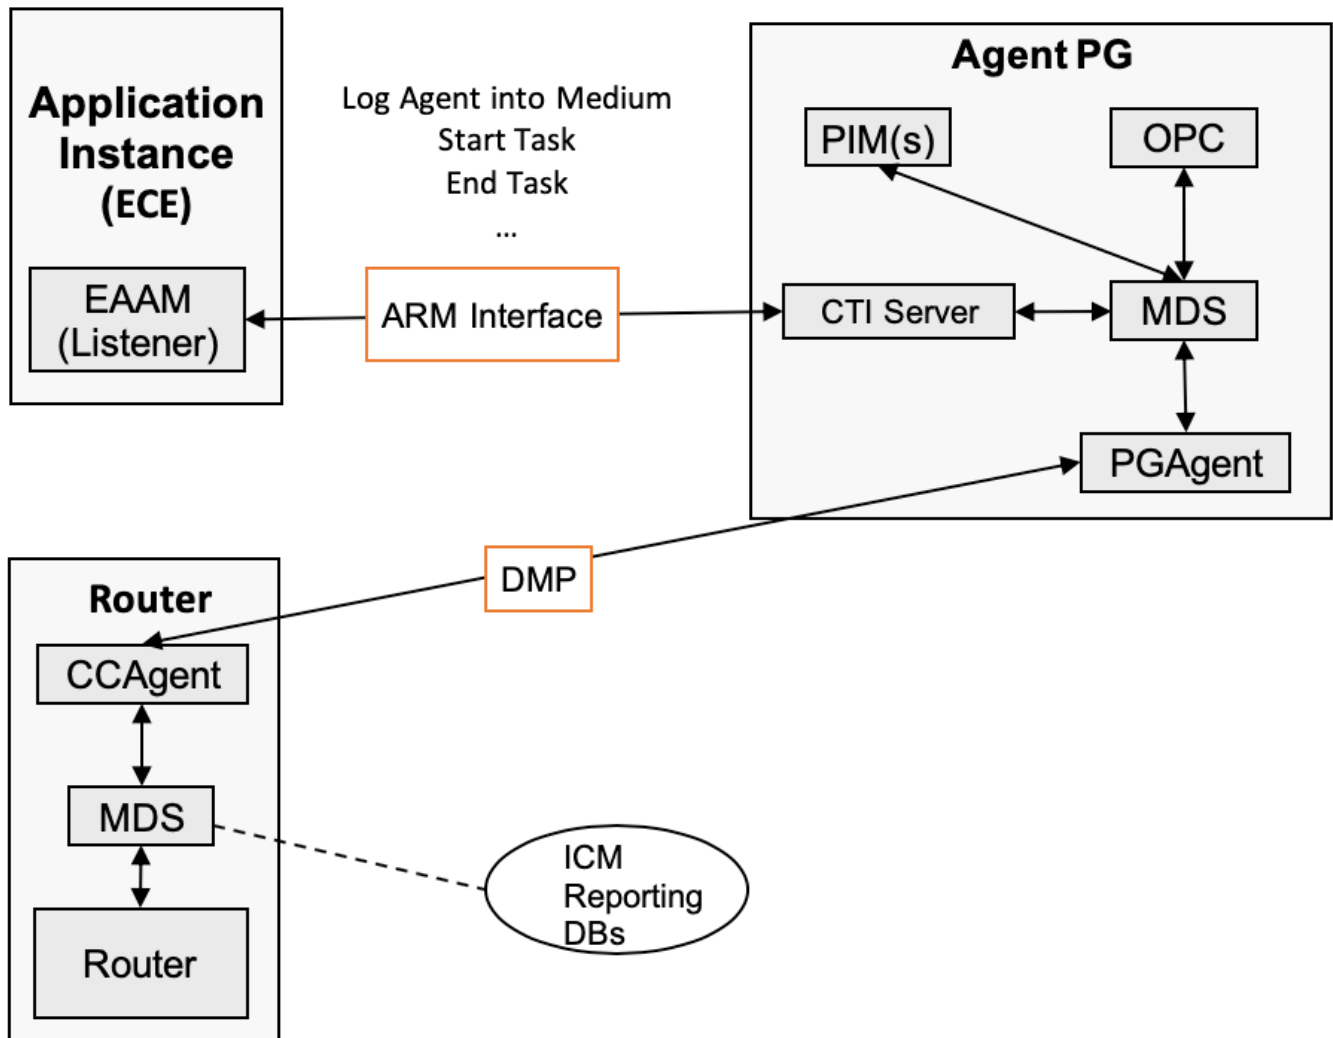 Application
Instance
(ECE)
EAAM
(Listener)
Log Agent into Medium
Start Task
End Task
...
ARM Interface
Agent PG
PIM(s)
OPC
CTI Server
MDS
PGAgent
DMP
Router
CCAgent
MDS
Router
ICM
Reporting
DBs